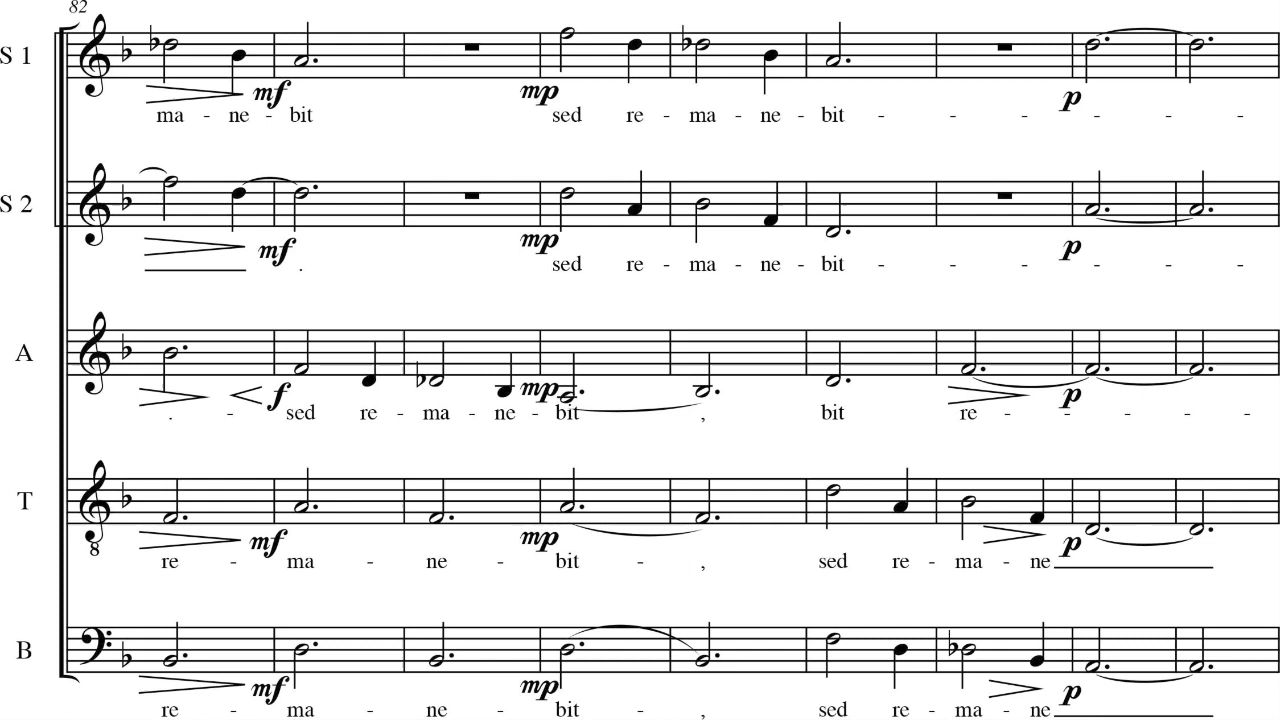 82
S 1
mf mp p
ma - ne - bit sed re - ma - ne - bit - - - - - -
S 2
mf mp p
. sed re - ma - ne - bit - - - - - -
A
f mp p
. - sed re - ma - ne - bit - , bit re - - - - -
T
8
mf mp p
re - ma - ne - bit - , sed re - ma - ne
B
mf mp p
re - ma - ne - bit - , sed re - ma - ne